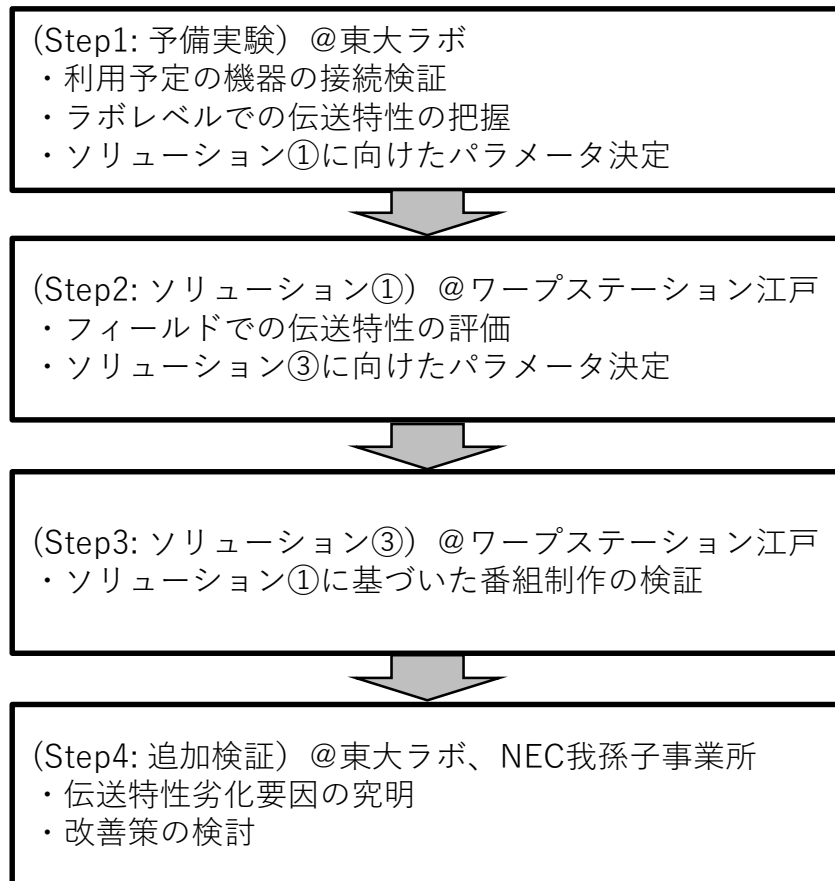 (Step1: 予備実験）＠東大ラボ
・利用予定の機器の接続検証
・ラボレベルでの伝送特性の把握
・ソリューション①に向けたパラメータ決定
(Step2: ソリューション①）＠ワープステーション江戸
・フィールドでの伝送特性の評価
・ソリューション③に向けたパラメータ決定
(Step3: ソリューション③）＠ワープステーション江戸
・ソリューション①に基づいた番組制作の検証
(Step4: 追加検証）＠東大ラボ、NEC我孫子事業所
・伝送特性劣化要因の究明
・改善策の検討